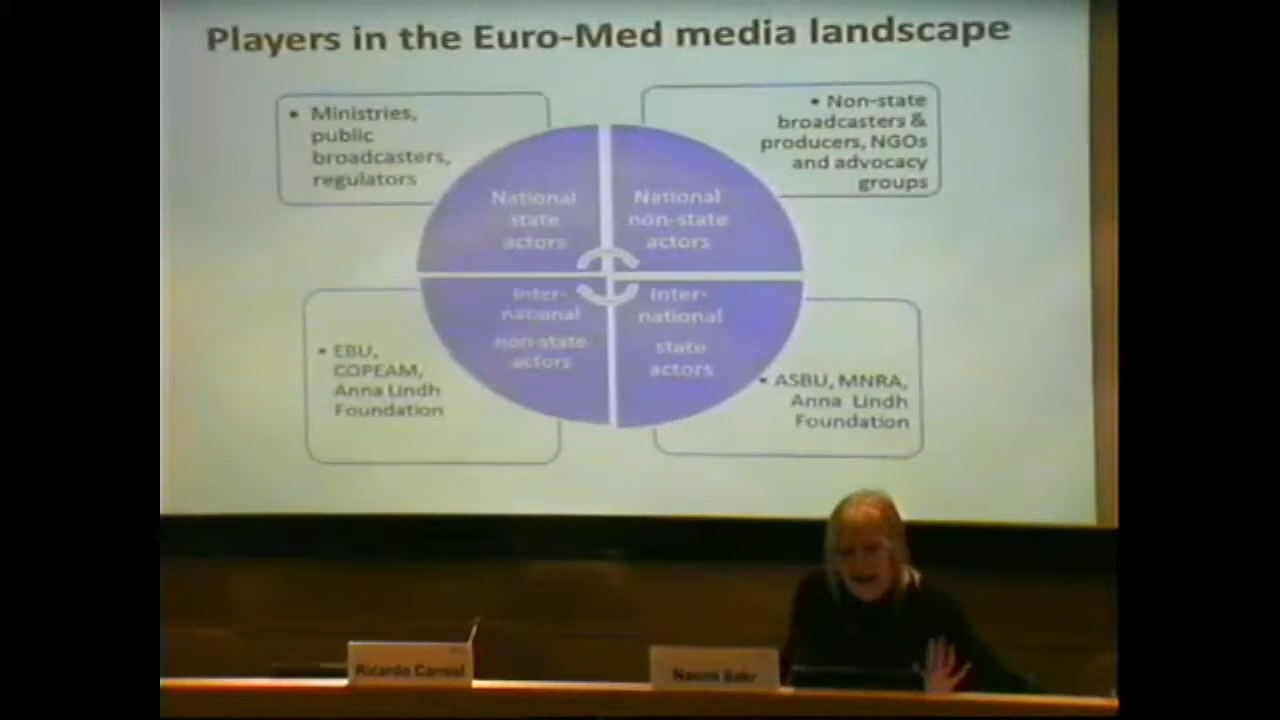 Players in the Euro-Med media landscape
• Ministries,
public
broadcasters,
regulators
• Non-state
broadcasters &
producers, NGOs
and advocacy
groups
National
state
actors
National
non-state
actors
Inter-
national
non-state
actors
Inter-
national
state
actors
• EBU,
COPEAM,
Anna Lindh
Foundation
• ASBU, MNRA,
Anna Lindh
Foundation
Ricardo